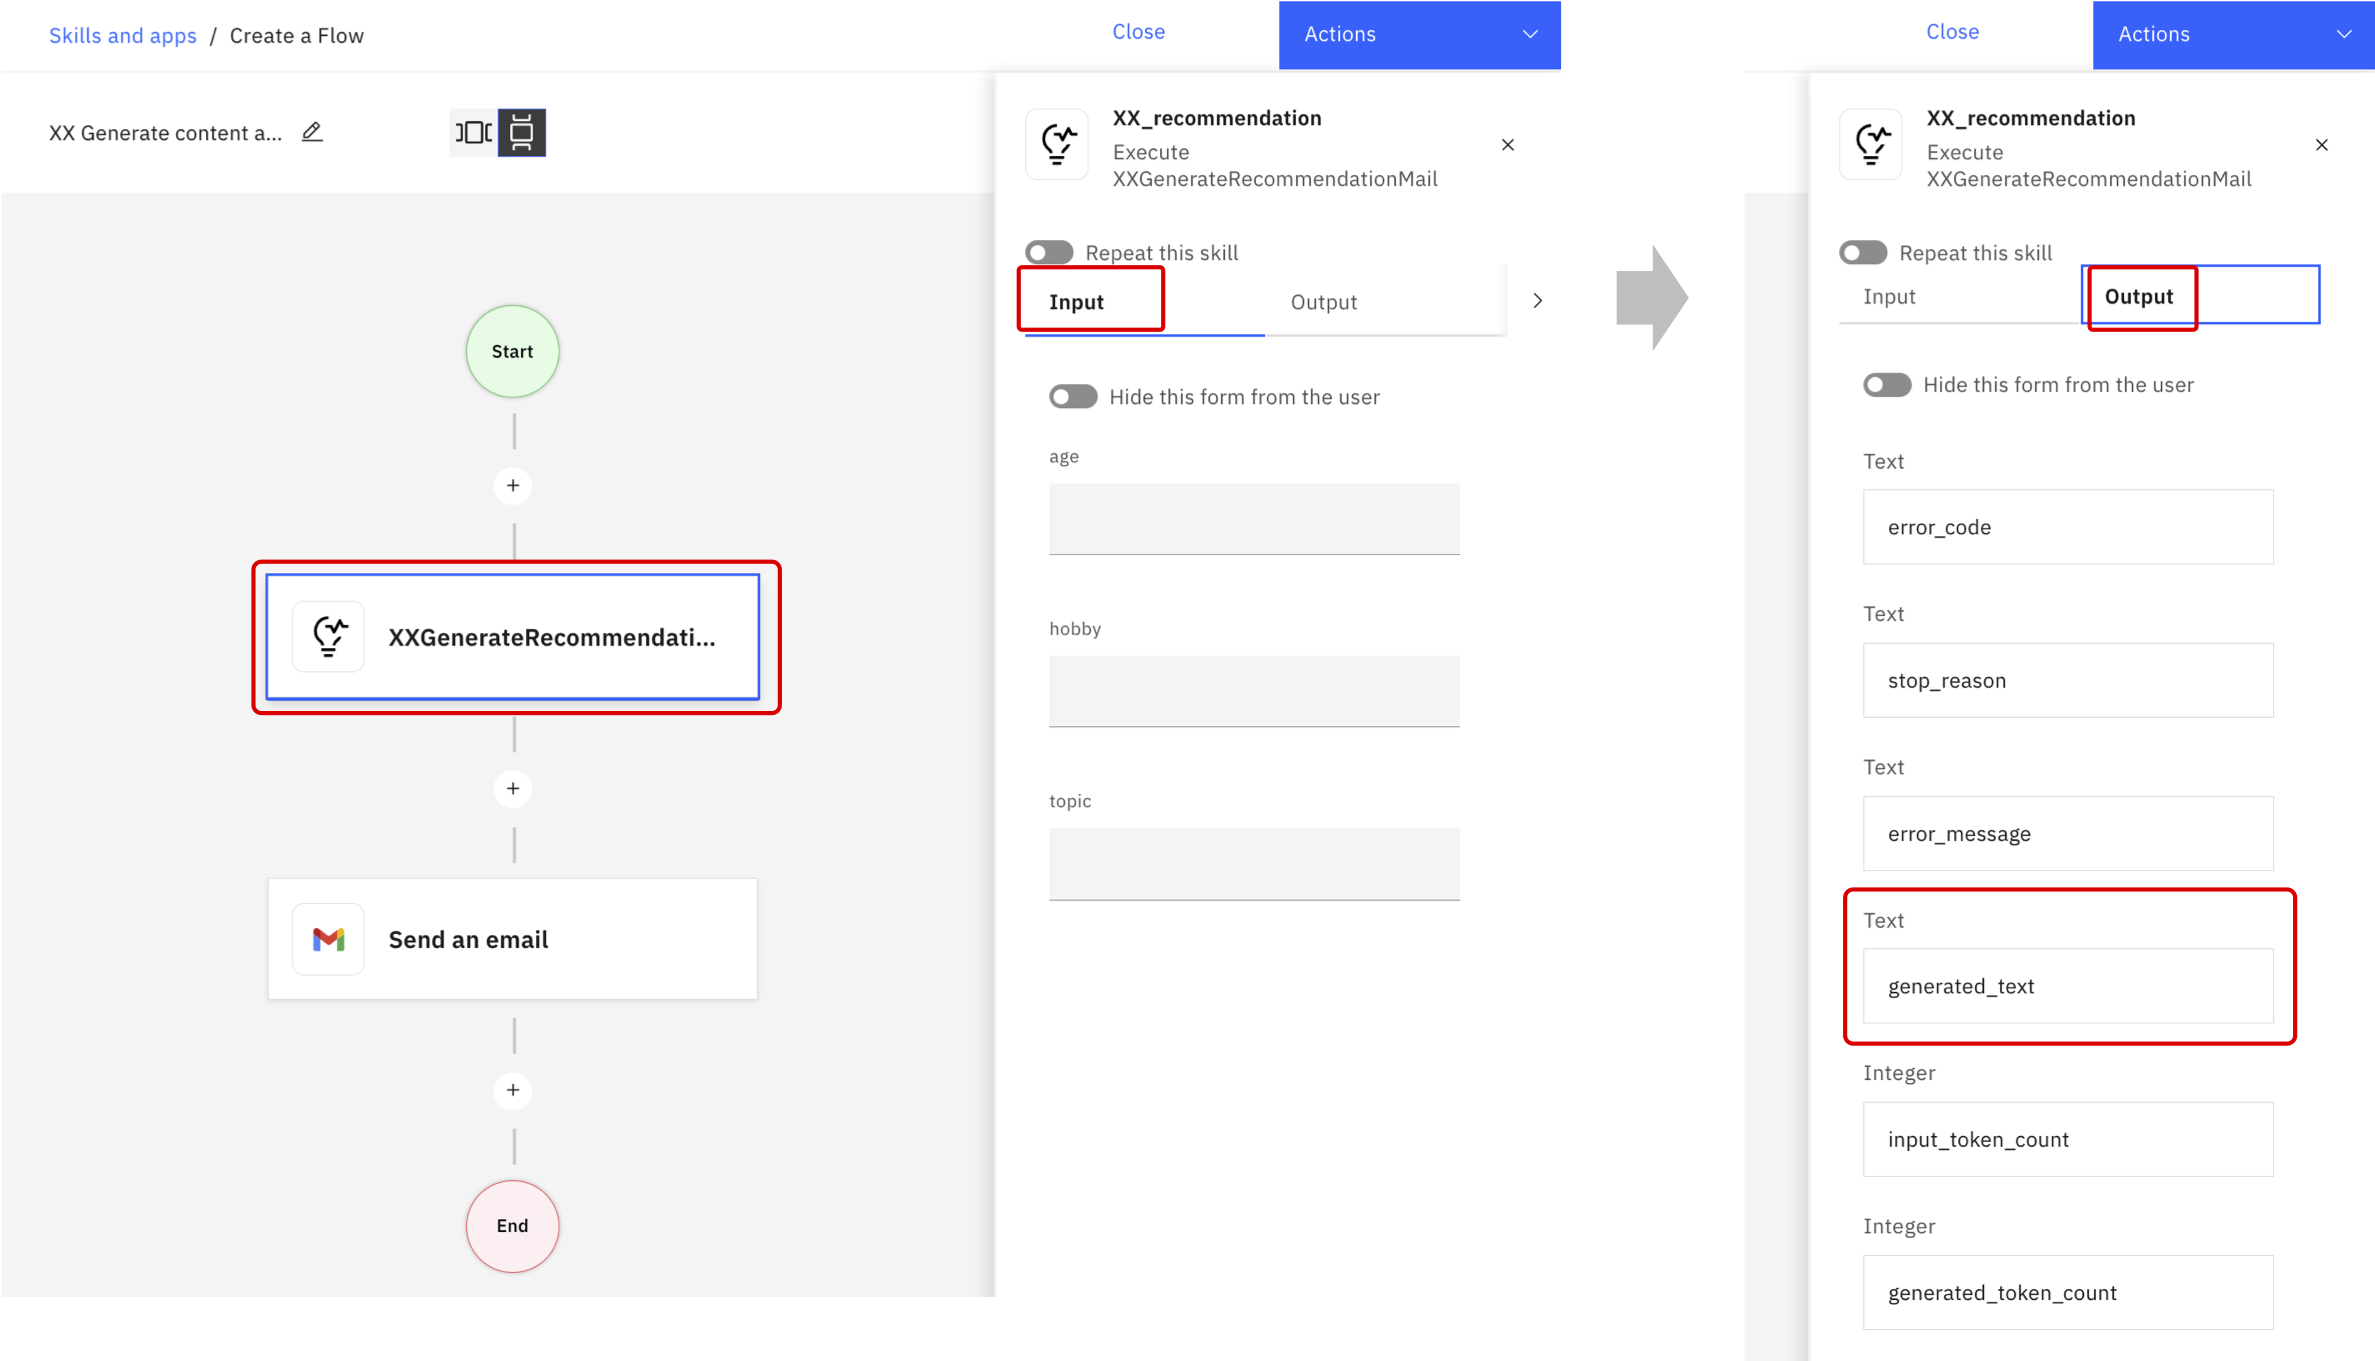 Skills and apps / Create a Flow
Close
Actions
XX Generate content a...
Start
+
XXGenerateRecommendati...
+
Send an email
+
End
XX_recommendation
Execute
XXGenerateRecommendationMail
Repeat this skill
Input
Output
Hide this form from the user
age
hobby
topic
Close
Actions
XX_recommendation
Execute
XXGenerateRecommendationMail
Repeat this skill
Input
Output
Hide this form from the user
Text
error_code
Text
stop_reason
Text
error_message
Text
generated_text
Integer
input_token_count
Integer
generated_token_count